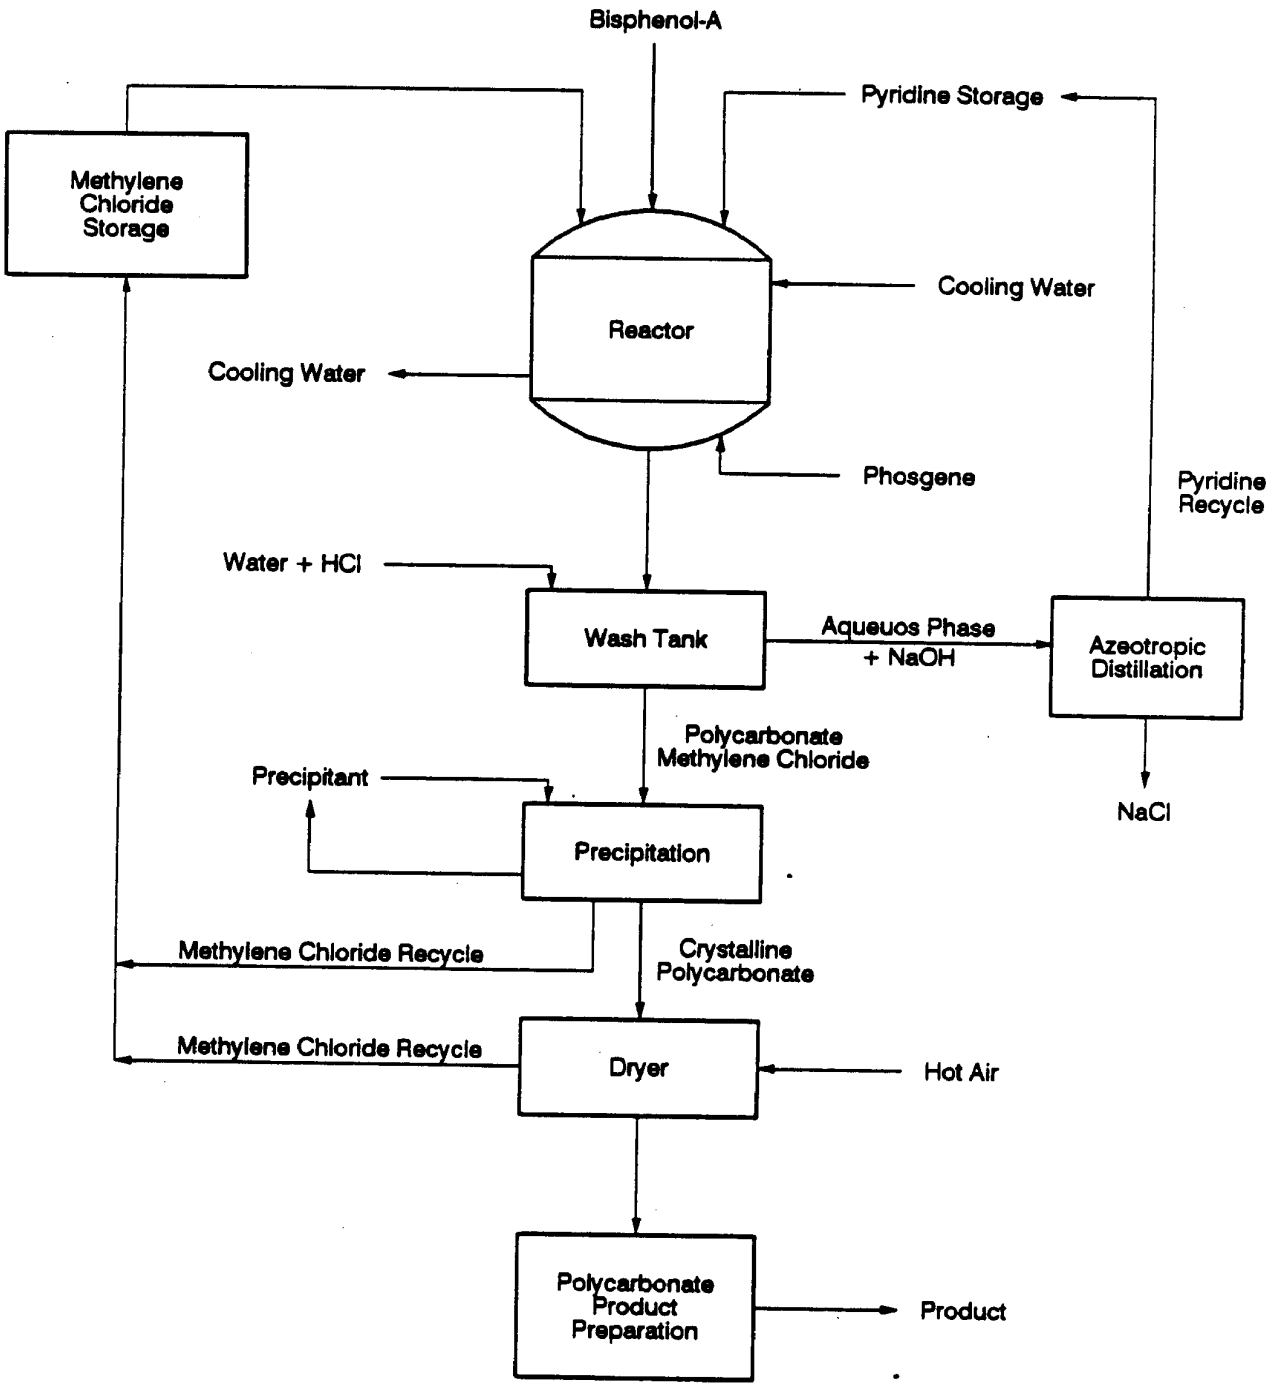 Bisphenol-A
Pyridine Storage
Methylene
Chloride
Storage
Cooling Water
Reactor
Cooling Water
Phosgene
Pyridine
Recycle
Water + HCl
Wash Tank
Aqueuos Phase
+ NaOH
Azeotropic
Distillation
Polycarbonate
Methylene Chloride
Precipitant
NaCl
Precipitation
Methylene Chloride Recycle
Crystalline
Polycarbonate
Methylene Chloride Recycle
Dryer
Hot Air
Polycarbonate
Product
Preparation
Product